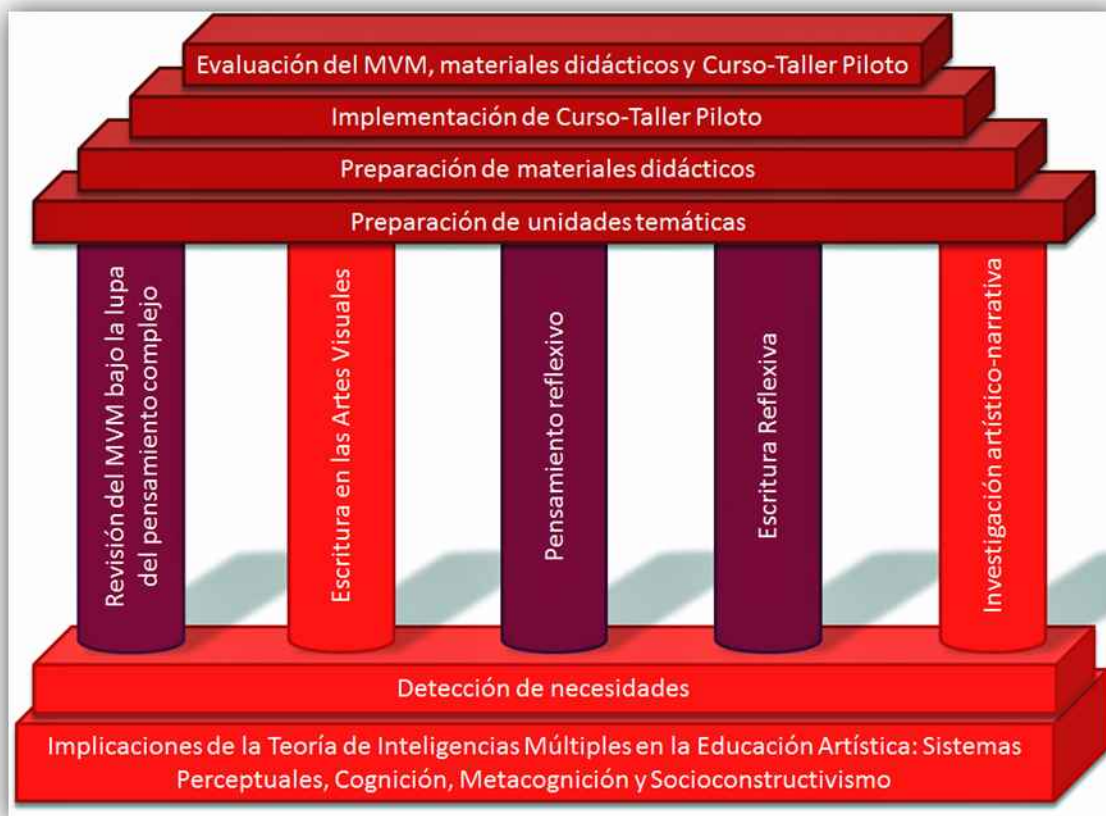 Evaluación del MVM, materiales didácticos y Curso-Taller Piloto
Implementación de Curso-Taller Piloto
Preparación de materiales didácticos
Preparación de unidades temáticas
Revisión del MVM bajo la lupa
del pensamiento complejo
Escritura en las Artes Visuales
Pensamiento reflexivo
Escritura Reflexiva
Investigación artístico-narrativa
Detección de necesidades
Implicaciones de la Teoría de Inteligencias Múltiples en la Educación Artística: Sistemas
Perceptuales, Cognición, Metacognición y Socioconstructivismo